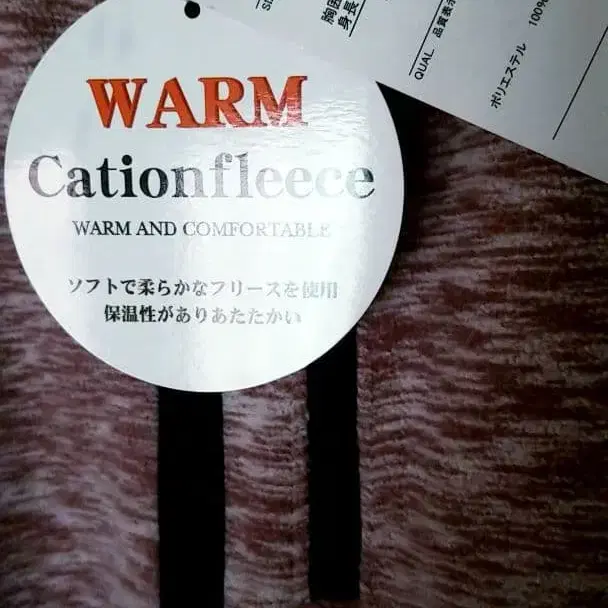 WARM
Cationfleece
WARM AND COMFORTABLE
ソフトで柔らかなフリースを使用
保温性がありあたたかい
胸囲
身長
QUAL. 品質表示
ポリエステル 100%